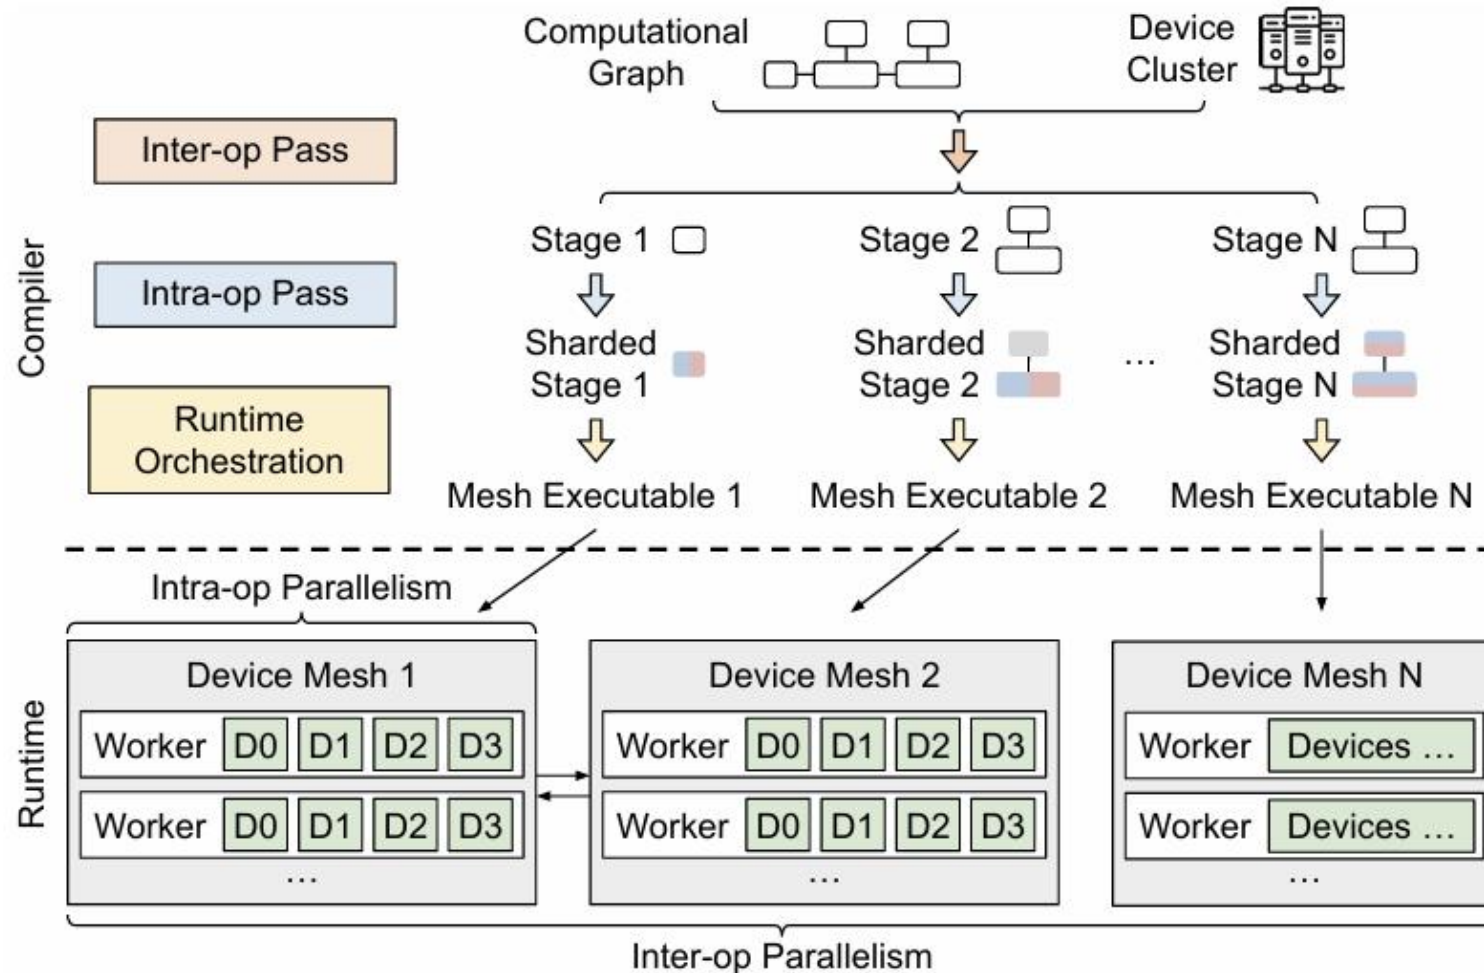 Computational
Graph
Device
Cluster
Inter-op Pass
Compiler
Stage 1
Stage 2
Stage N
Intra-op Pass
Sharded
Stage 1
Sharded
Stage 2
...
Sharded
Stage N
Runtime
Orchestration
Mesh Executable 1
Mesh Executable 2
Mesh Executable N
Intra-op Parallelism
Runtime
Device Mesh 1
Worker D0 D1 D2 D3
Worker D0 D1 D2 D3
...
Device Mesh 2
Worker D0 D1 D2 D3
Worker D0 D1 D2 D3
...
Device Mesh N
Worker Devices ...
Worker Devices ...
...
Inter-op Parallelism